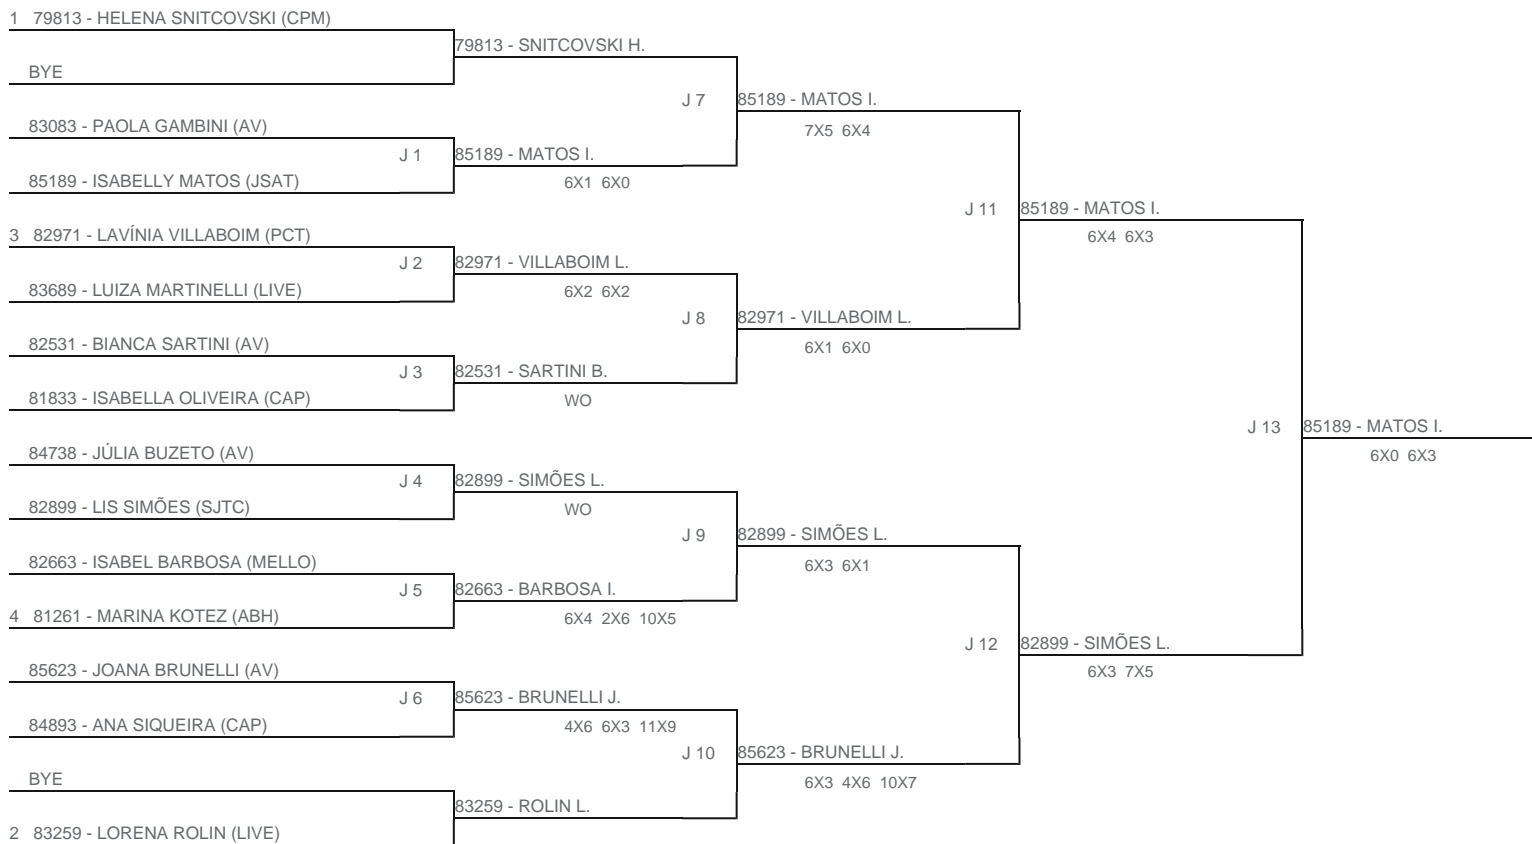 1 79813 - HELENA SNITCOVSKI (CPM)
79813 - SNITCOVSKI H.
BYE
J 7
85189 - MATOS I.
83083 - PAOLA GAMBINI (AV)
7X5 6X4
J 1
85189 - MATOS I.
85189 - ISABELLY MATOS (JSAT)
6X1 6X0
J 11
85189 - MATOS I.
3 82971 - LAVÍNIA VILLABOIM (PCT)
6X4 6X3
J 2
82971 - VILLABOIM L.
83689 - LUIZA MARTINELLI (LIVE)
6X2 6X2
J 8
82971 - VILLABOIM L.
82531 - BIANCA SARTINI (AV)
6X1 6X0
J 3
82531 - SARTINI B.
81833 - ISABELLA OLIVEIRA (CAP)
WO
J 13
85189 - MATOS I.
84738 - JÚLIA BUZETO (AV)
6X0 6X3
J 4
82899 - SIMÕES L.
82899 - LIS SIMÕES (SJTC)
WO
J 9
82899 - SIMÕES L.
82663 - ISABEL BARBOSA (MELLO)
6X3 6X1
J 5
82663 - BARBOSA I.
4 81261 - MARINA KOTEZ (ABH)
6X4 2X6 10X5
J 12
82899 - SIMÕES L.
85623 - JOANA BRUNELLI (AV)
6X3 7X5
J 6
85623 - BRUNELLI J.
84893 - ANA SIQUEIRA (CAP)
4X6 6X3 11X9
J 10
85623 - BRUNELLI J.
BYE
6X3 4X6 10X7
83259 - ROLIN L.
2 83259 - LORENA ROLIN (LIVE)